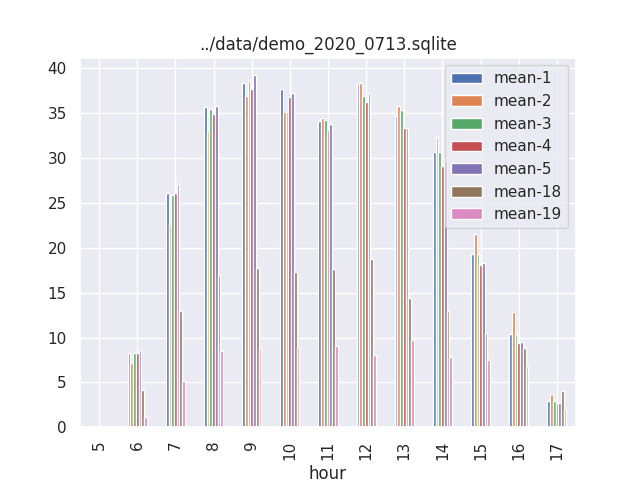 ../data/demo_2020_0713.sqlite
40
35
30
25
20
15
10
5
0
mean-1
mean-2
mean-3
mean-4
mean-5
mean-18
mean-19
5 6 7 8 9 10 11 12 13 14 15 16 17
hour